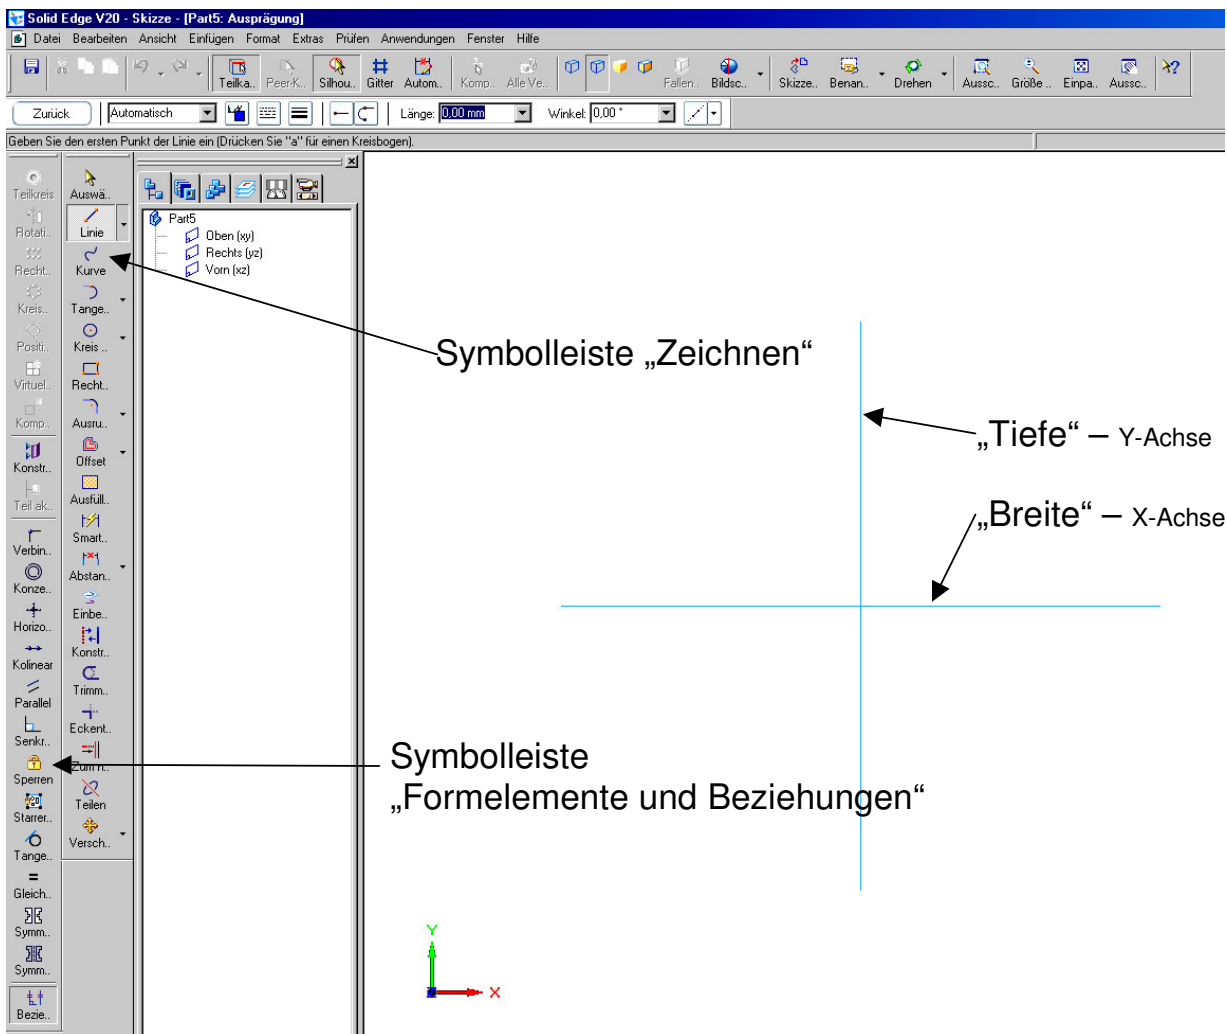 Solid Edge V20 - Skizze - [Part5: Ausprägung]
Datei Bearbeiten Ansicht Einfügen Format Extras Prüfen Anwendungen Fenster Hilfe
Teilka.. Peer-K.. Silhou.. Gitter Autom.. Komp.. Alle Ve.. Fallen.. Bildsc.. Skizze.. Benan.. Drehen Aussc.. Größe .. Einpa.. Aussc..
Zurück Automatisch Länge: 0,00 mm Winkel: 0,00 °
Geben Sie den ersten Punkt der Linie ein (Drücken Sie "a" für einen Kreisbogen).
Teilkreis
Rotati..
Recht..
Kreis..
Positi..
Virtuel..
Komp..
Konstr..
Teil ak..
Verbin..
Konze..
Horizo..
Kolinear
Parallel
Senkr..
Sperren
Starrer..
Tange..
Gleich..
Symm..
Symm..
Bezie..
Auswä..
Linie
Kurve
Tange..
Kreis ..
Recht..
Ausru..
Offset
Ausfüll..
Smart..
Abstan..
Einbe..
Konstr..
Trimm..
Eckent..
Zum n..
Teilen
Versch..
Part5
Oben (xy)
Rechts (yz)
Vorn (xz)
Symbolleiste „Zeichnen“
„Tiefe“ – Y-Achse
„Breite“ – X-Achse
Symbolleiste
„Formelemente und Beziehungen“
Y
X